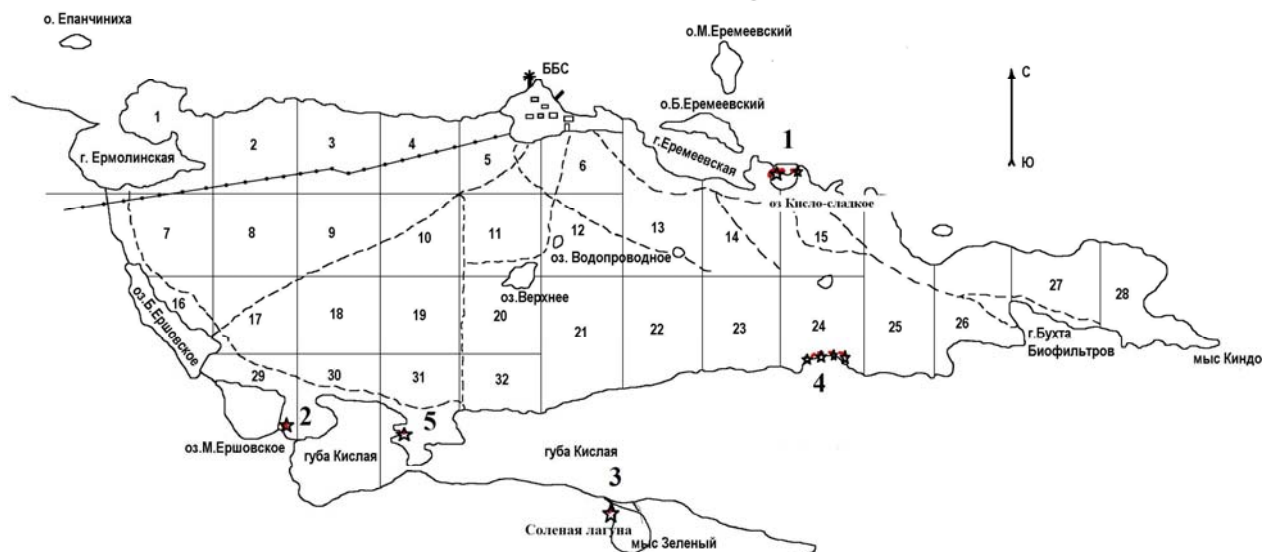 о. Епанчиниха
о.М.Еремеевский
ББС
С
Ю
о.Б.Еремеевский
1
г. Ермолинская
2
3
4
5
6
г.Еремеевская
1
оз Кисло-сладкое
7
8
9
10
11
12
13
14
15
оз. Водопроводное
27
28
оз.Б.Ершовское
16
17
18
19
оз.Верхнее
20
21
22
23
24
25
26
г.Бухта
Биофильтров
мыс Киндо
4
29
30
31
32
2
5
оз.М.Ершовское
губа Кислая
губа Кислая
3
Соленая лагуна
мыс Зеленый